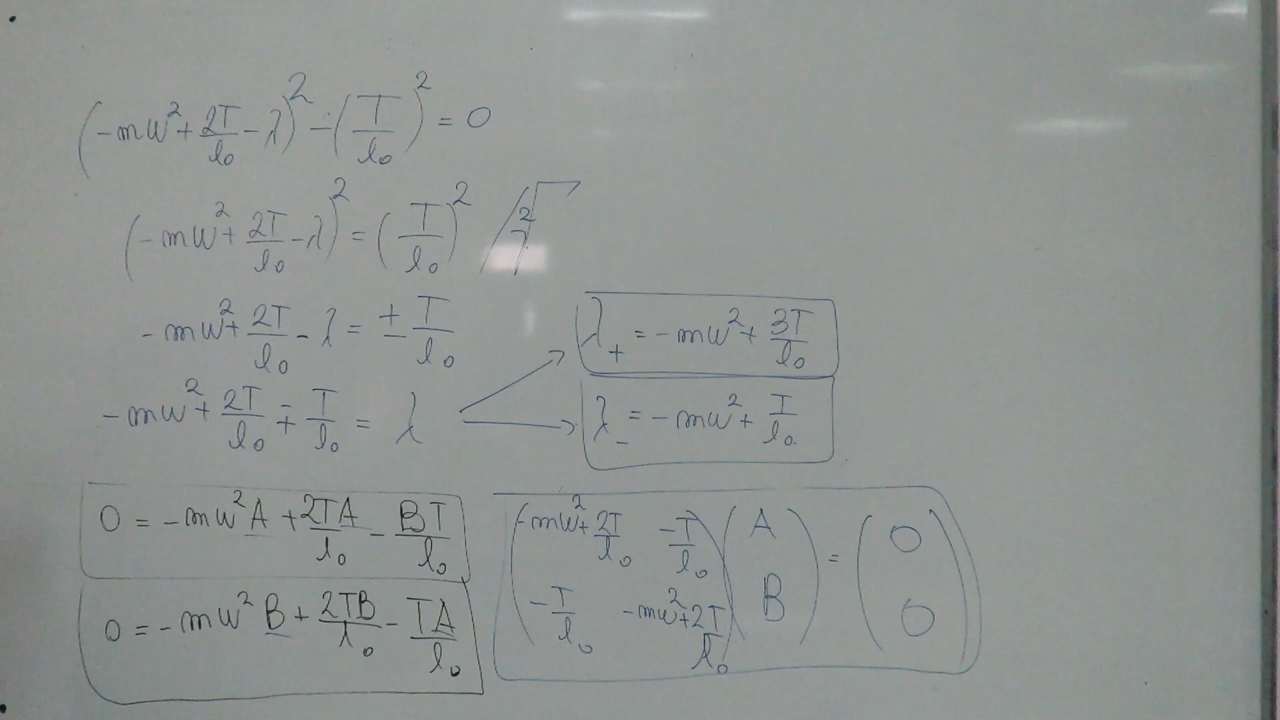 (-mw²+2T/l₀-λ)²-(T/l₀)²=0
(-mw²+2T/l₀-λ)²=(T/l₀)² /²√
-mw²+2T/l₀-λ=±T/l₀
-mw²+2T/l₀∓T/l₀=λ
λ₊=-mw²+3T/l₀
λ₋=-mw²+T/l₀
0=-mw²A+2TA/l₀-BT/l₀
0=-mw²B+2TB/l₀-TA/l₀
(-mw²+2T/l₀ -T/l₀) (A) = (0)
(-T/l₀ -mw²+2T/l₀) (B) (0)